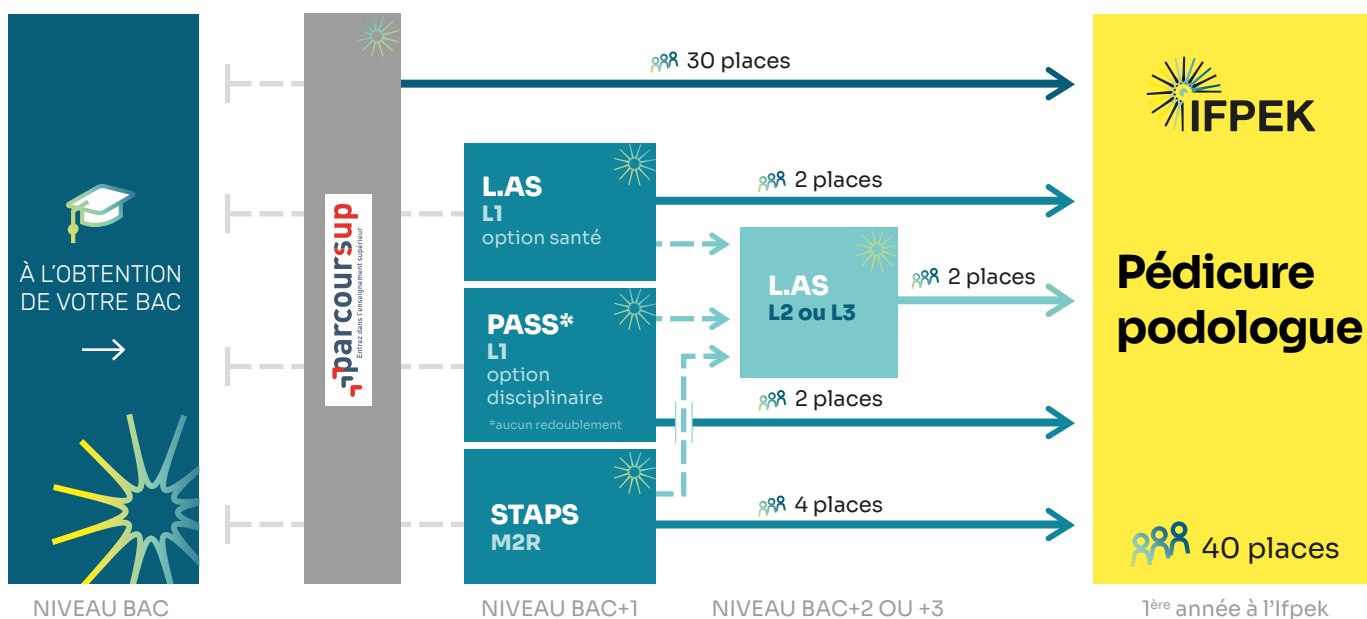 30 places
IFPEK
L.AS
L1
option santé
2 places
À L'OBTENTION
DE VOTRE BAC
parcoursup
Entrez dans l'enseignement supérieur
L.AS
L2 ou L3
2 places
Pédicure
podologue
PASS*
L1
option
disciplinaire
*aucun redoublement
2 places
STAPS
M2R
4 places
40 places
NIVEAU BAC
NIVEAU BAC+1
NIVEAU BAC+2 OU +3
1ère année à l'Ifpek